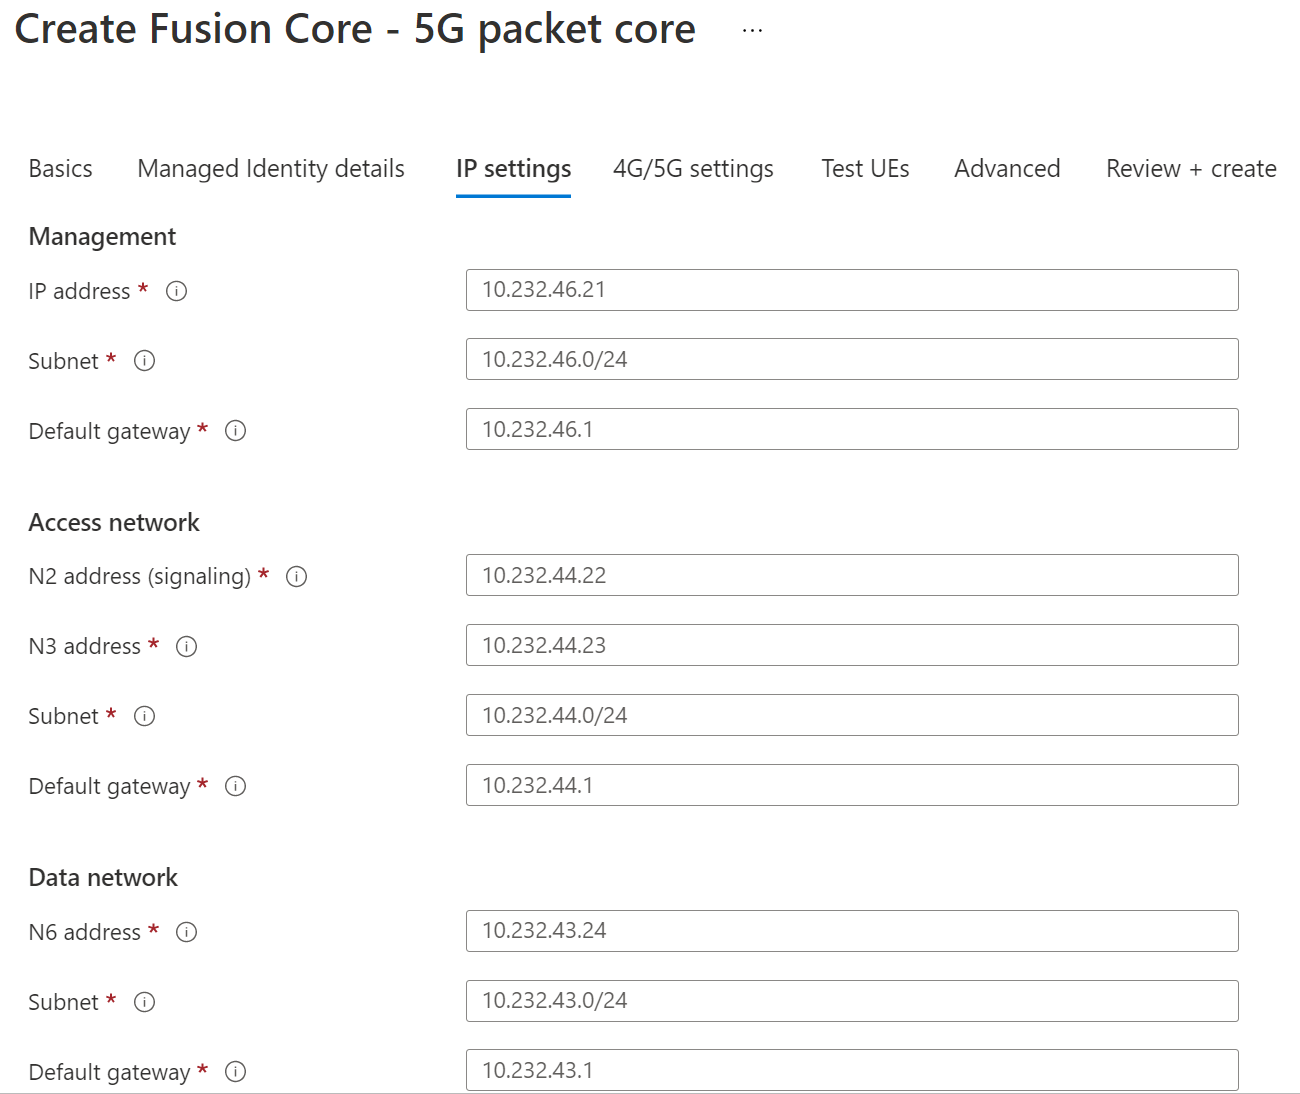 Create Fusion Core - 5G packet core ...
Basics Managed Identity details IP settings 4G/5G settings Test UEs Advanced Review + create
Management
IP address * 10.232.46.21
Subnet * 10.232.46.0/24
Default gateway * 10.232.46.1
Access network
N2 address (signaling) * 10.232.44.22
N3 address * 10.232.44.23
Subnet * 10.232.44.0/24
Default gateway * 10.232.44.1
Data network
N6 address * 10.232.43.24
Subnet * 10.232.43.0/24
Default gateway * 10.232.43.1